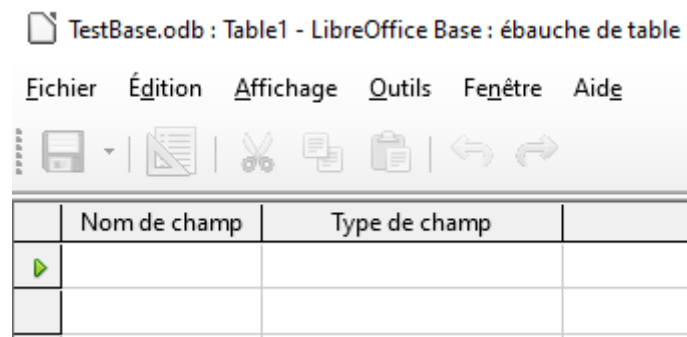 TestBase.odb : Table1 - LibreOffice Base : ébauche de table
Fichier Édition Affichage Outils Fenêtre Aide
Nom de champ Type de champ